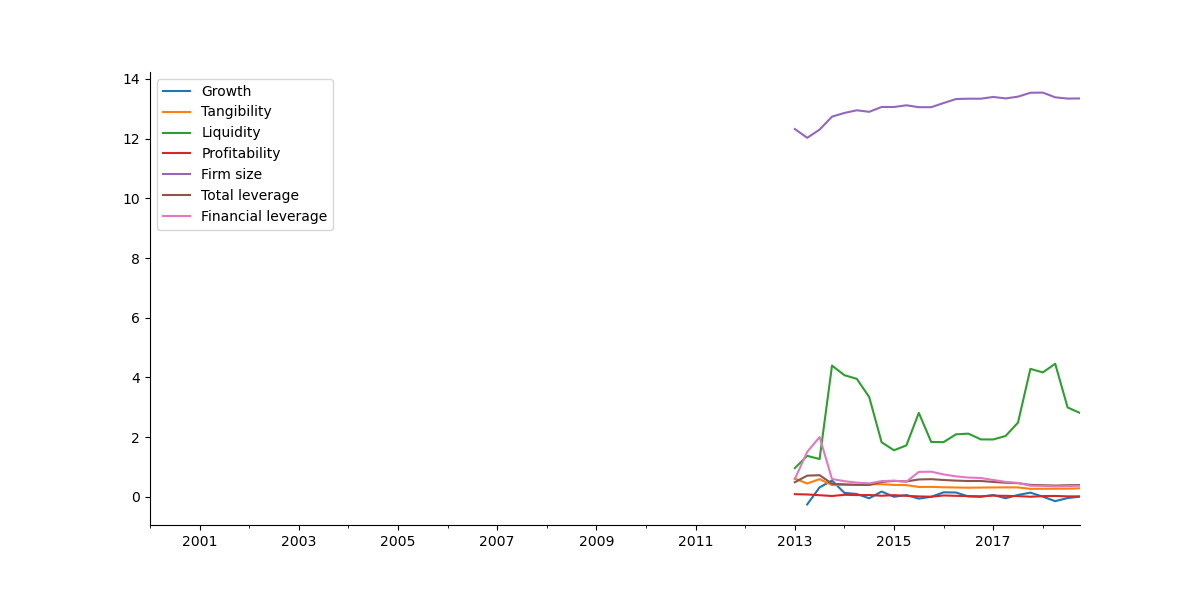 14
12
10
8
6
4
2
0
Growth
Tangibility
Liquidity
Profitability
Firm size
Total leverage
Financial leverage
2001 2003 2005 2007 2009 2011 2013 2015 2017